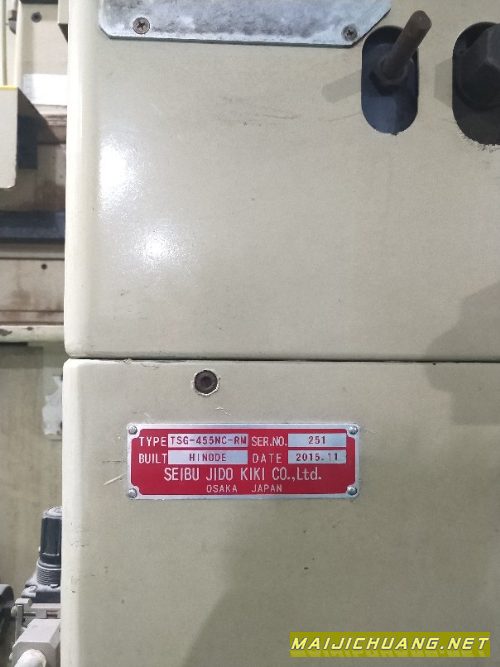 TYPE TSG-455NC-RM SER.NO. 251
BUILT HINODE DATE 2015.11
SEIBU JIDO KIKI CO.,Ltd.
OSAKA JAPAN
MAIJICHUANG.NET